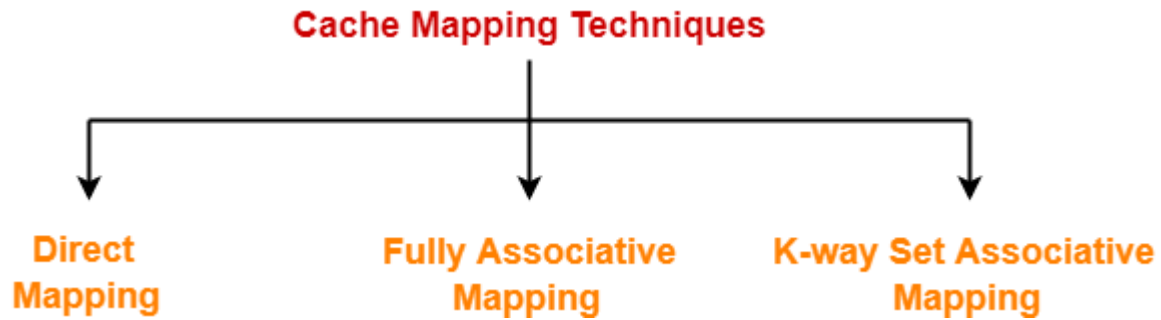 Cache Mapping Techniques
Direct
Mapping
Fully Associative
Mapping
K-way Set Associative
Mapping